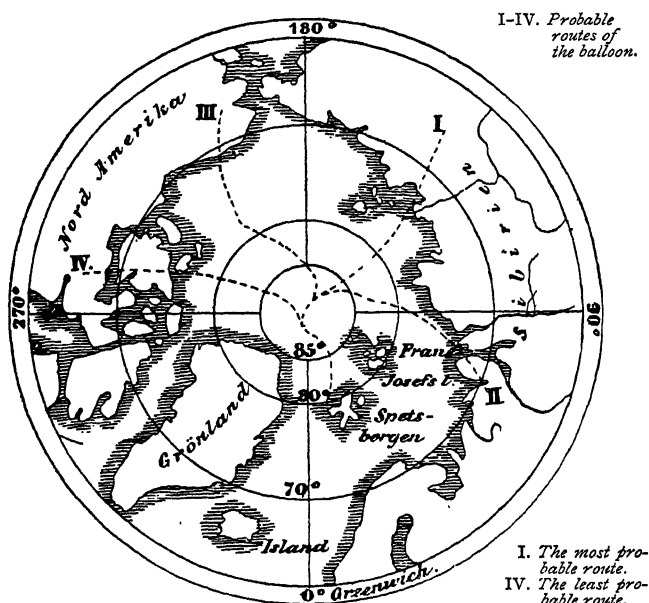 180°
I–IV. Probable
routes of
the balloon.
III
I
Nord Amerika
Sibirien
IV
270°
90°
85°
Franz
Josefs l.
II
80°
Spets-
bergen
Grönland
70°
Island
I. The most pro-
bable route.
IV. The least pro-
bable route.
0° Grzenwich.